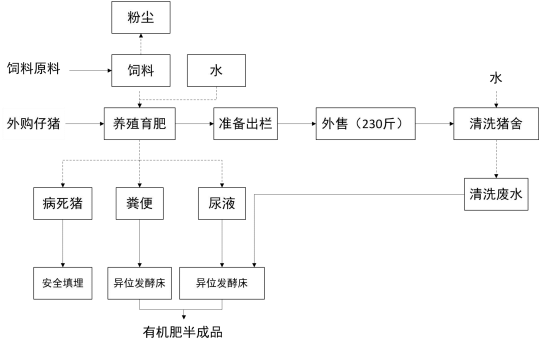 粉尘
饲料原料
饲料
水
水
外购仔猪
养殖育肥
准备出栏
外售（230斤）
清洗猪舍
病死猪
粪便
尿液
清洗废水
安全填埋
异位发酵床
异位发酵床
有机肥半成品